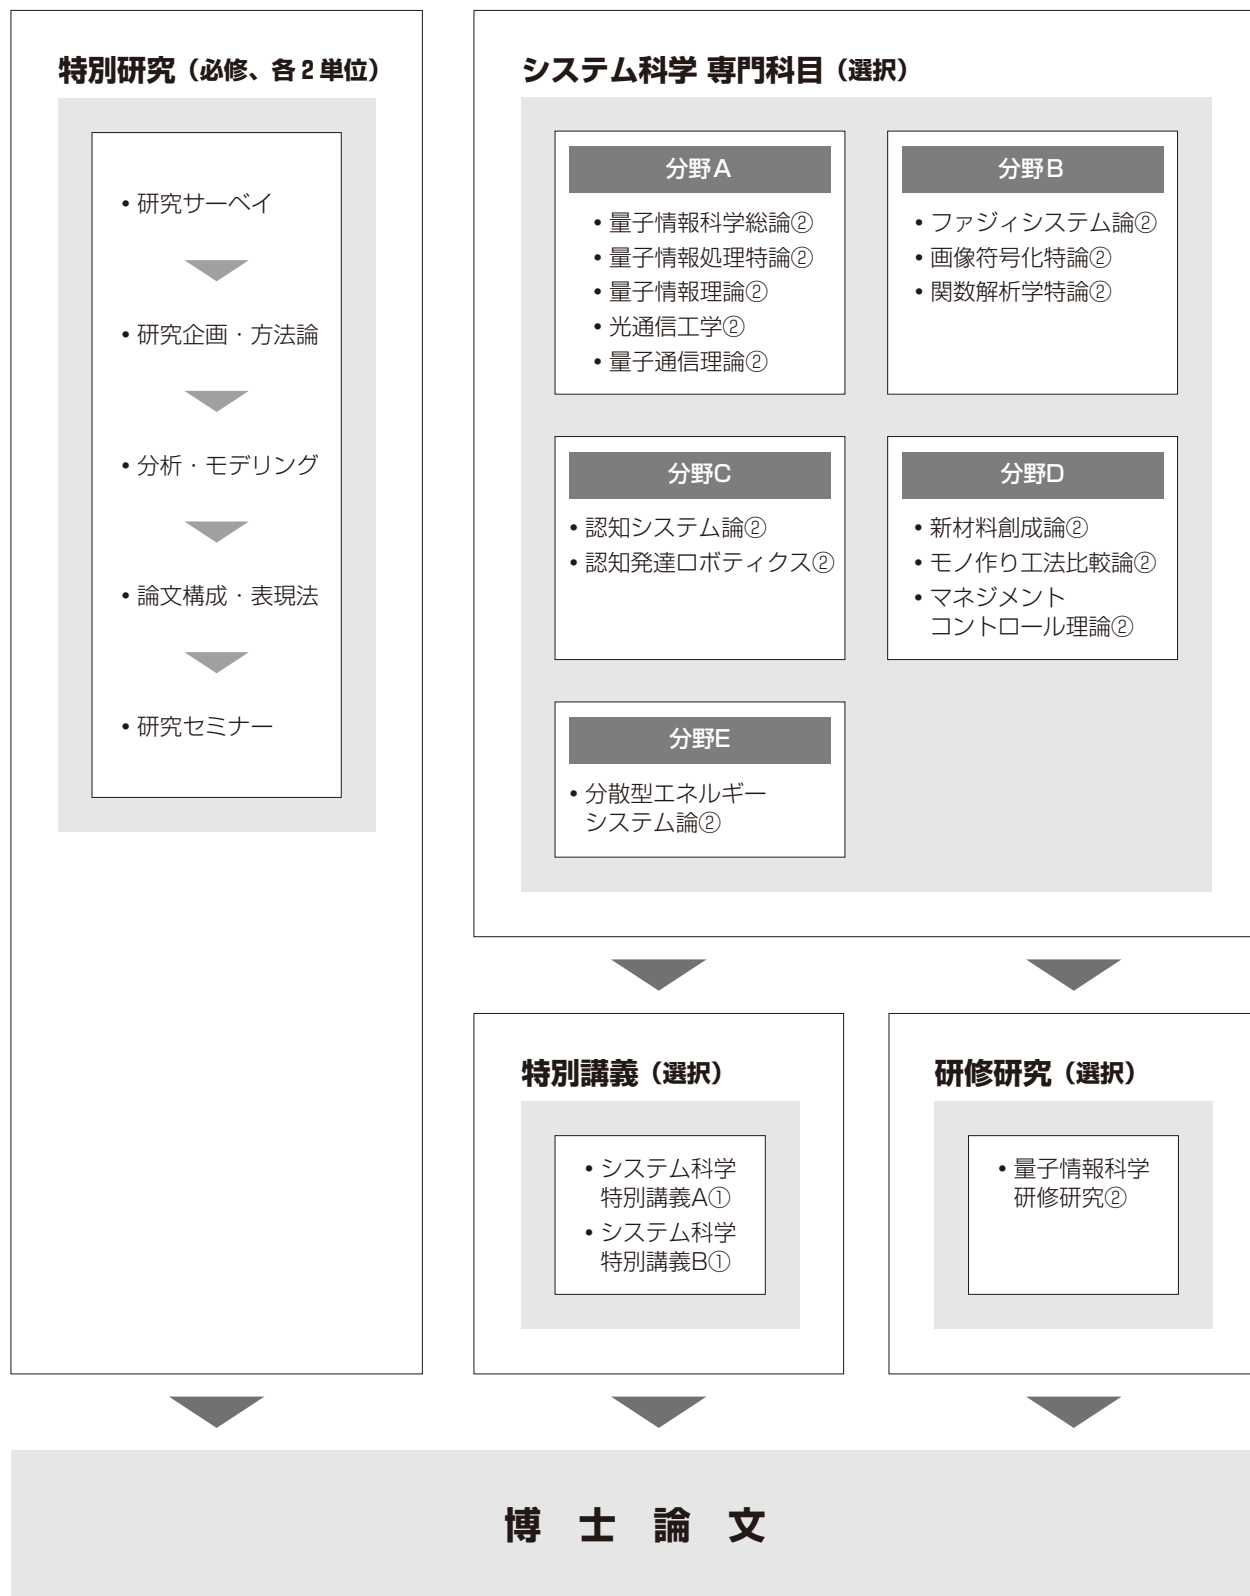 特別研究（必修、各2単位）
• 研究サーベイ
• 研究企画・方法論
• 分析・モデリング
• 論文構成・表現法
• 研究セミナー
システム科学 専門科目（選択）
分野A
• 量子情報科学総論②
• 量子情報処理特論②
• 量子情報理論②
• 光通信工学②
• 量子通信理論②
分野B
• ファジィシステム論②
• 画像符号化特論②
• 関数解析学特論②
分野C
• 認知システム論②
• 認知発達ロボティクス②
分野D
• 新材料創成論②
• モノ作り工法比較論②
• マネジメント
コントロール理論②
分野E
• 分散型エネルギー
システム論②
特別講義（選択）
• システム科学
特別講義A①
• システム科学
特別講義B①
研修研究（選択）
• 量子情報科学
研修研究②
博士論文